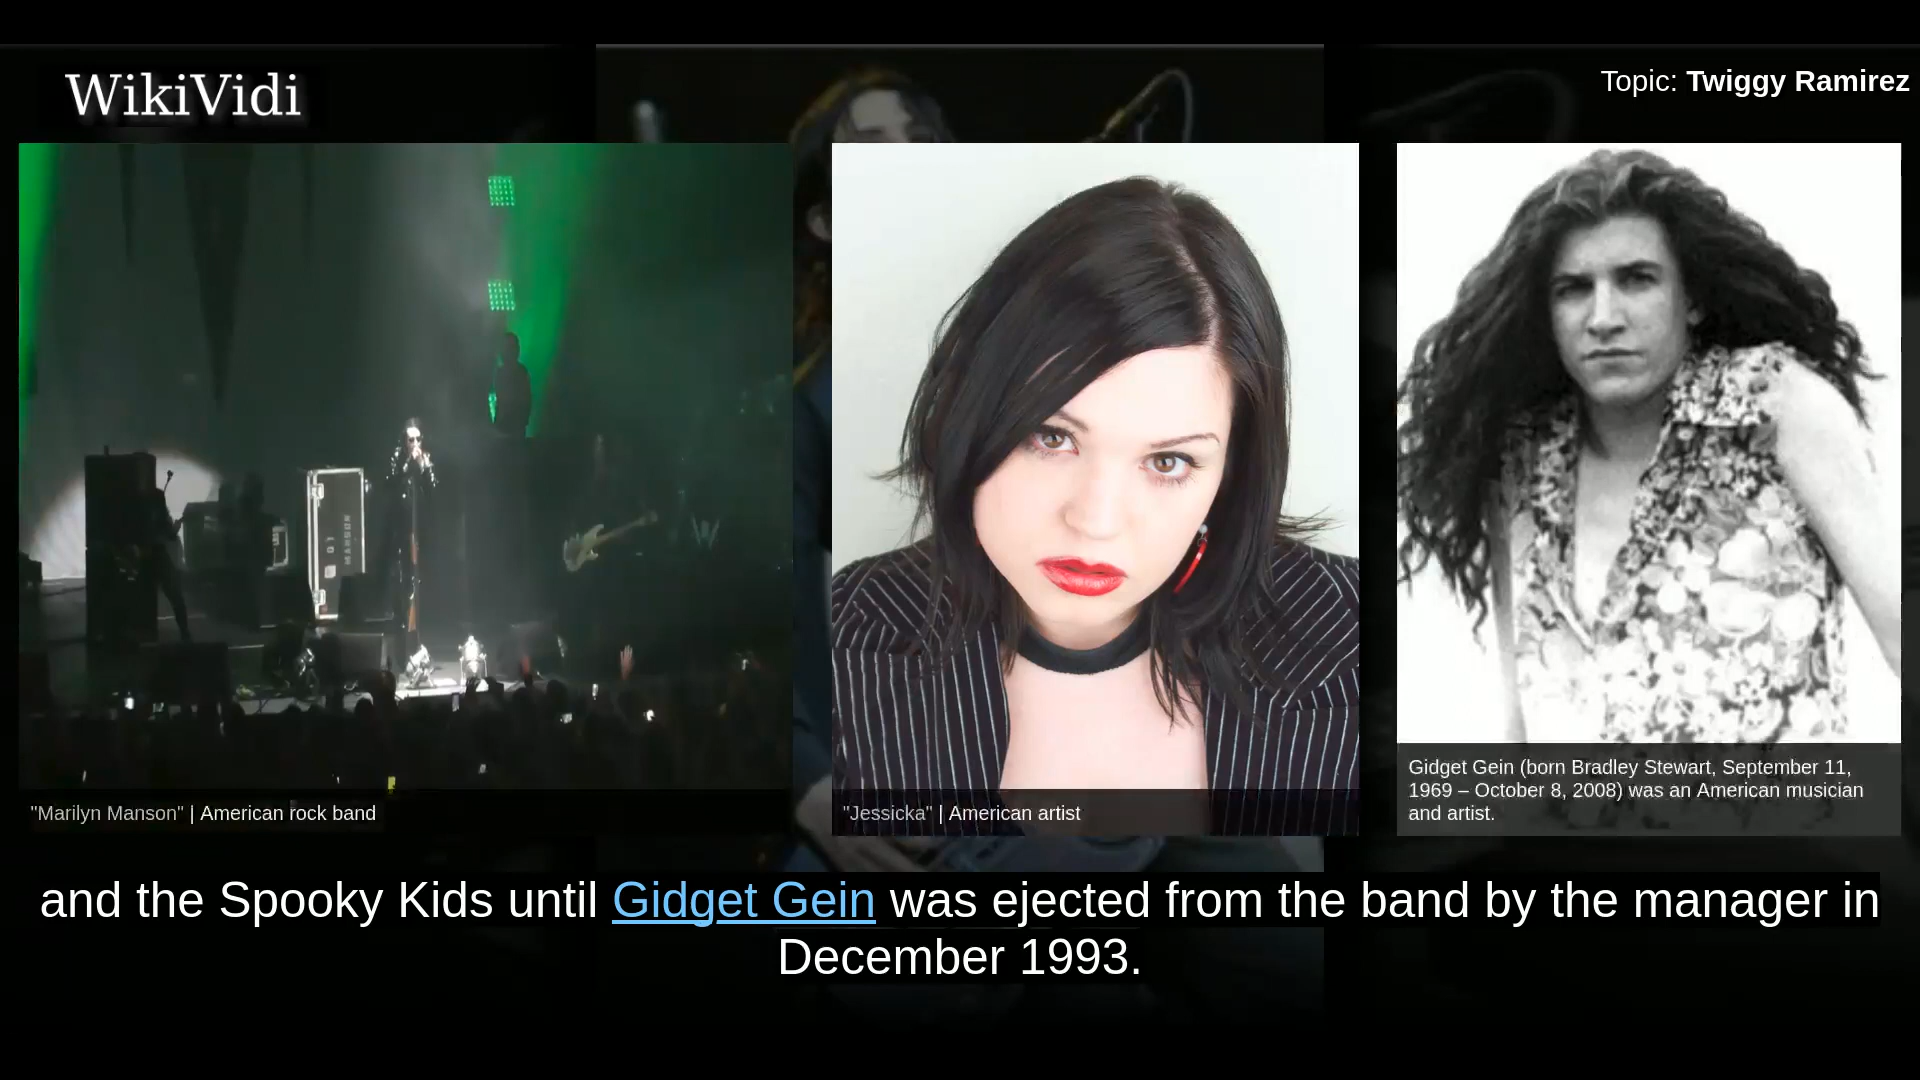 WikiVidi
Topic: Twiggy Ramirez
MANSON
"Marilyn Manson" | American rock band
"Jessicka" | American artist
Gidget Gein (born Bradley Stewart, September 11,
1969 – October 8, 2008) was an American musician
and artist.
and the Spooky Kids until Gidget Gein was ejected from the band by the manager in
December 1993.